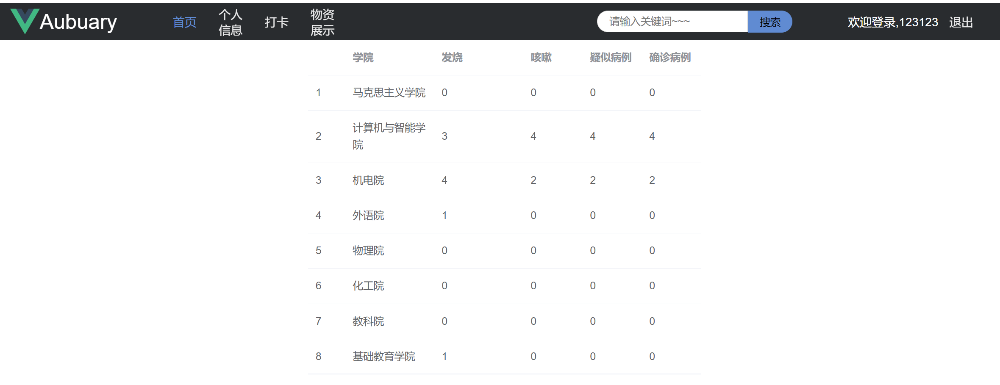 Aubuary 首页 个人信息 打卡 物资展示 请输入关键词~~~ 搜索 欢迎登录,123123 退出
学院 发烧 咳嗽 疑似病例 确诊病例
1 马克思主义学院 0 0 0 0
2 计算机与智能学院 3 4 4 4
3 机电院 4 2 2 2
4 外语院 1 0 0 0
5 物理院 0 0 0 0
6 化工院 0 0 0 0
7 教科院 0 0 0 0
8 基础教育学院 1 0 0 0